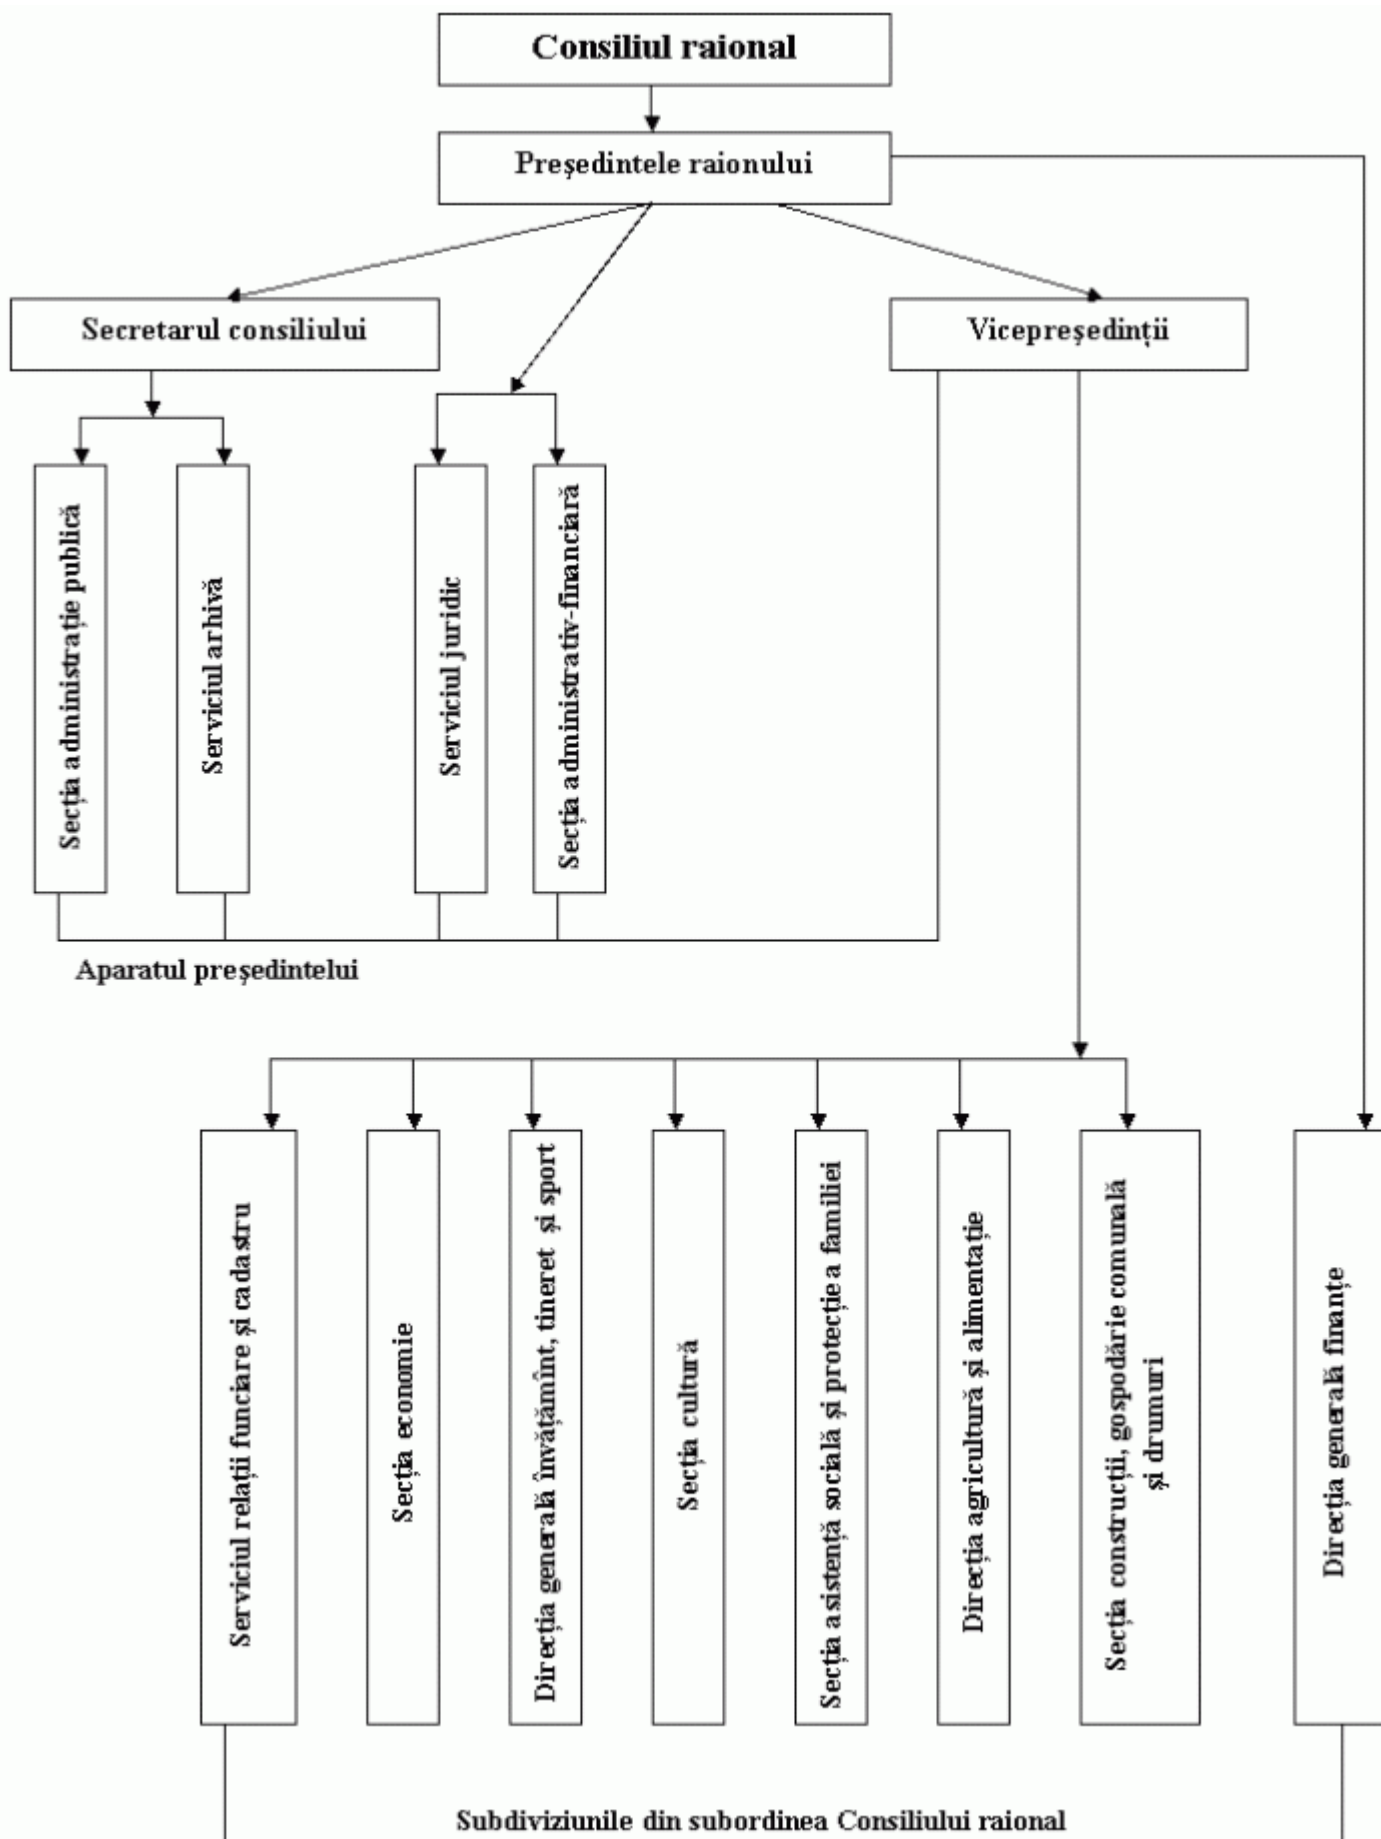 Consiliul raional
Președintele raionului
Secretarul consiliului
Vicepreședinții
Secția administrație publică
Serviciul arhivă
Serviciul juridic
Secția administrativ-financiară
Aparatul președintelui
Serviciul relații funciare și cadastru
Secția economie
Direcția generală învățămînt, tineret și sport
Secția cultură
Secția asistență socială și protecție a familiei
Direcția agricultură și alimentație
Secția construcții, gospodărie comunală
și drumuri
Direcția generală finanțe
Subdiviziunile din subordinea Consiliului raional